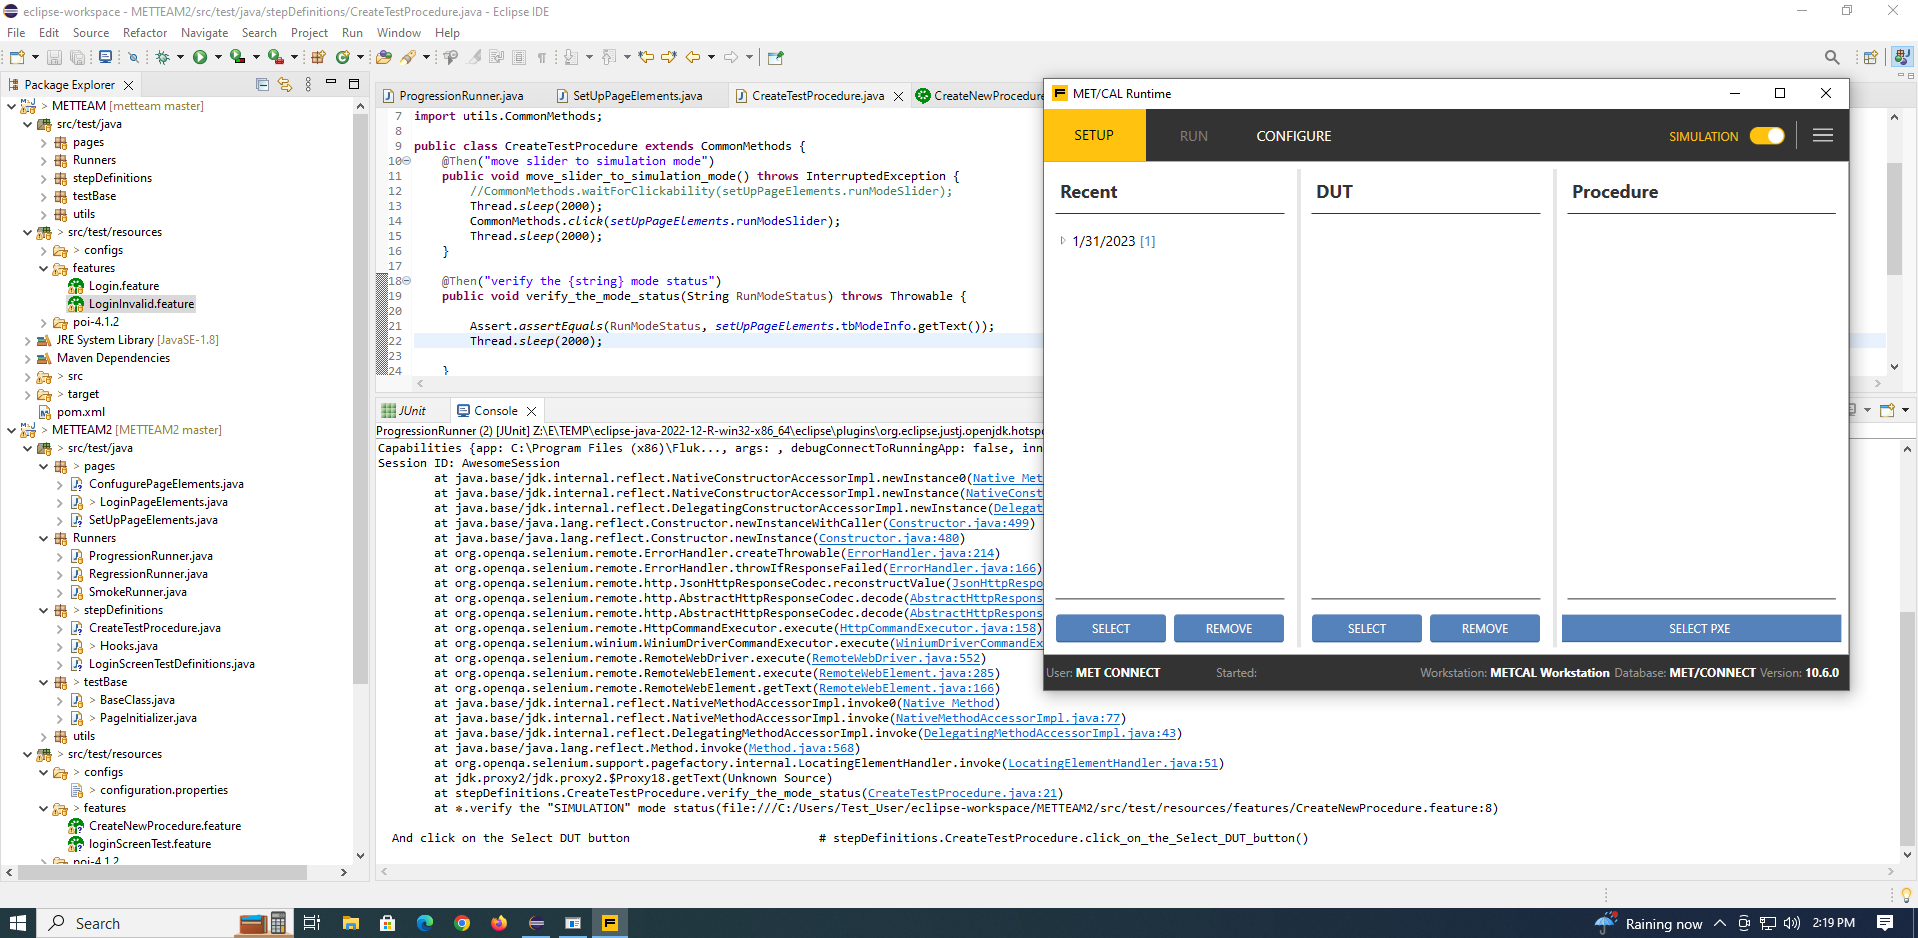 eclipse-workspace - METTEAM2/src/test/java/stepDefinitions/CreateTestProcedure.java - Eclipse IDE
File Edit Source Refactor Navigate Search Project Run Window Help
Package Explorer
METTEAM [metteam master]
src/test/java
pages
Runners
stepDefinitions
testBase
utils
> src/test/resources
> configs
features
Login.feature
LoginInvalid.feature
poi-4.1.2
JRE System Library [JavaSE-1.8]
Maven Dependencies
> src
> target
pom.xml
> METTEAM2 [METTEAM2 master]
> src/test/java
> pages
ConfugurePageElements.java
> LoginPageElements.java
SetUpPageElements.java
Runners
ProgressionRunner.java
RegressionRunner.java
SmokeRunner.java
> stepDefinitions
CreateTestProcedure.java
> Hooks.java
LoginScreenTestDefinitions.java
> testBase
> BaseClass.java
> PageInitializer.java
utils
> src/test/resources
> configs
> configuration.properties
> features
CreateNewProcedure.feature
loginScreenTest.feature
poi-4.1.2
ProgressionRunner.java SetUpPageElements.java CreateTestProcedure.java CreateNewProcedure
7 import utils.CommonMethods;
8
9 public class CreateTestProcedure extends CommonMethods {
10 @Then("move slider to simulation mode")
11 public void move_slider_to_simulation_mode() throws InterruptedException {
12 //CommonMethods.waitForClickability(setUpPageElements.runModeSlider);
13 Thread.sleep(2000);
14 CommonMethods.click(setUpPageElements.runModeSlider);
15 Thread.sleep(2000);
16 }
17
18 @Then("verify the {string} mode status")
19 public void verify_the_mode_status(String RunModeStatus) throws Throwable {
20
21 Assert.assertEquals(RunModeStatus, setUpPageElements.tbModeInfo.getText());
22 Thread.sleep(2000);
23
24 }
JUnit Console
ProgressionRunner (2) [JUnit] Z:\E\TEMP\eclipse-java-2022-12-R-win32-x86_64\eclipse\plugins\org.eclipse.justj.openjdk.hotsp
Capabilities {app: C:\Program Files (x86)\Fluk..., args: , debugConnectToRunningApp: false, inn
Session ID: AwesomeSession
at java.base/jdk.internal.reflect.NativeConstructorAccessorImpl.newInstance0(Native Met
at java.base/jdk.internal.reflect.NativeConstructorAccessorImpl.newInstance(NativeConst
at java.base/jdk.internal.reflect.DelegatingConstructorAccessorImpl.newInstance(Delegat
at java.base/java.lang.reflect.Constructor.newInstanceWithCaller(Constructor.java:499)
at java.base/java.lang.reflect.Constructor.newInstance(Constructor.java:480)
at org.openqa.selenium.remote.ErrorHandler.createThrowable(ErrorHandler.java:214)
at org.openqa.selenium.remote.ErrorHandler.throwIfResponseFailed(ErrorHandler.java:166)
at org.openqa.selenium.remote.http.JsonHttpResponseCodec.reconstructValue(JsonHttpRespo
at org.openqa.selenium.remote.http.AbstractHttpResponseCodec.decode(AbstractHttpRespons
at org.openqa.selenium.remote.http.AbstractHttpResponseCodec.decode(AbstractHttpRespons
at org.openqa.selenium.remote.HttpCommandExecutor.execute(HttpCommandExecutor.java:158)
at org.openqa.selenium.winium.WiniumDriverCommandExecutor.execute(WiniumDriverCommandEx
at org.openqa.selenium.remote.RemoteWebDriver.execute(RemoteWebDriver.java:552)
at org.openqa.selenium.remote.RemoteWebElement.execute(RemoteWebElement.java:285)
at org.openqa.selenium.remote.RemoteWebElement.getText(RemoteWebElement.java:166)
at java.base/jdk.internal.reflect.NativeMethodAccessorImpl.invoke0(Native Method)
at java.base/jdk.internal.reflect.NativeMethodAccessorImpl.invoke(NativeMethodAccessorImpl.java:77)
at java.base/jdk.internal.reflect.DelegatingMethodAccessorImpl.invoke(DelegatingMethodAccessorImpl.java:43)
at java.base/java.lang.reflect.Method.invoke(Method.java:568)
at org.openqa.selenium.support.pagefactory.internal.LocatingElementHandler.invoke(LocatingElementHandler.java:51)
at jdk.proxy2/jdk.proxy2.$Proxy18.getText(Unknown Source)
at stepDefinitions.CreateTestProcedure.verify_the_mode_status(CreateTestProcedure.java:21)
at ✽.verify the "SIMULATION" mode status(file:///C:/Users/Test_User/eclipse-workspace/METTEAM2/src/test/resources/features/CreateNewProcedure.feature:8)
And click on the Select DUT button # stepDefinitions.CreateTestProcedure.click_on_the_Select_DUT_button()
MET/CAL Runtime
SETUP RUN CONFIGURE SIMULATION
Recent DUT Procedure
1/31/2023 [1]
SELECT REMOVE SELECT REMOVE SELECT PXE
User: MET CONNECT Started: Workstation: METCAL Workstation Database: MET/CONNECT Version: 10.6.0
Search Raining now 2:19 PM